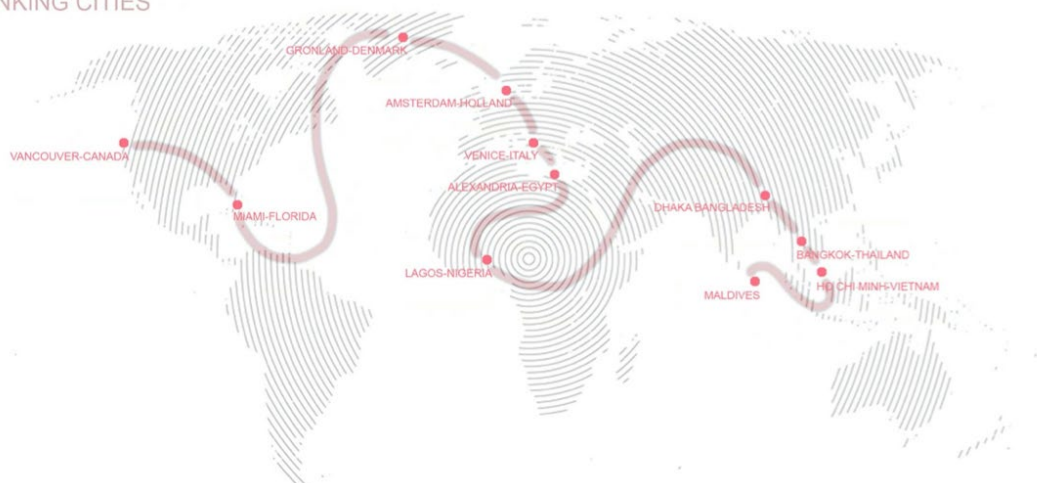 NKING CITIES
GRONLAND-DENMARK
AMSTERDAM-HOLLAND
VANCOUVER-CANADA
VENICE-ITALY
ALEXANDRIA-EGYPT
DHAKA BANGLADESH
MIAMI-FLORIDA
BANGKOK-THAILAND
LAGOS-NIGERIA
HO CHI MINH-VIETNAM
MALDIVES